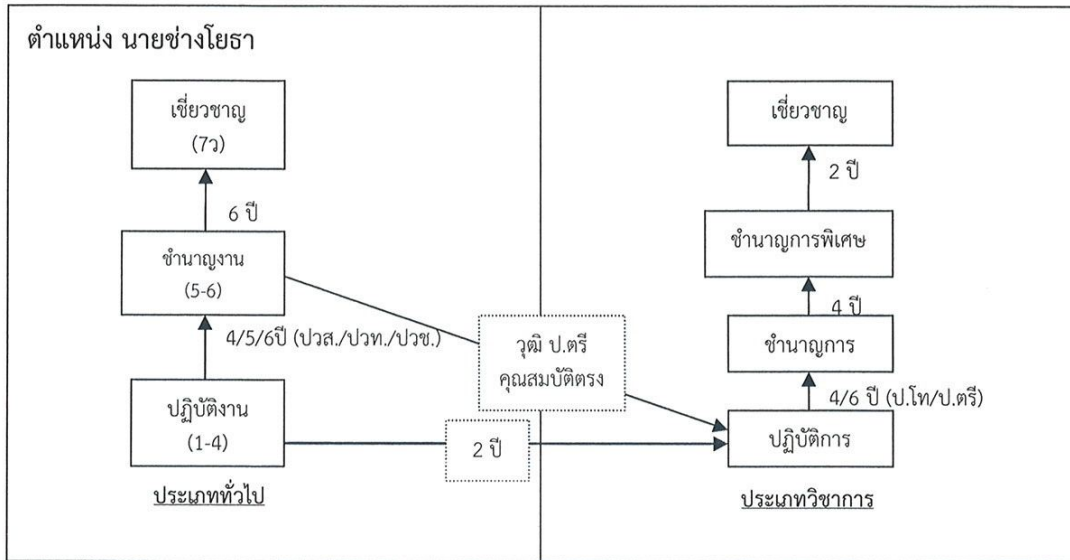 ตำแหน่ง นายช่างโยธา
เชี่ยวชาญ
(7ว)
6 ปี
ชำนาญงาน
(5-6)
4/5/6ปี (ปวส./ปวท./ปวช.)
ปฏิบัติงาน
(1-4)
ประเภททั่วไป
วุฒิ ป.ตรี
คุณสมบัติตรง
2 ปี
เชี่ยวชาญ
2 ปี
ชำนาญการพิเศษ
4 ปี
ชำนาญการ
4/6 ปี (ป.โท/ป.ตรี)
ปฏิบัติการ
ประเภทวิชาการ